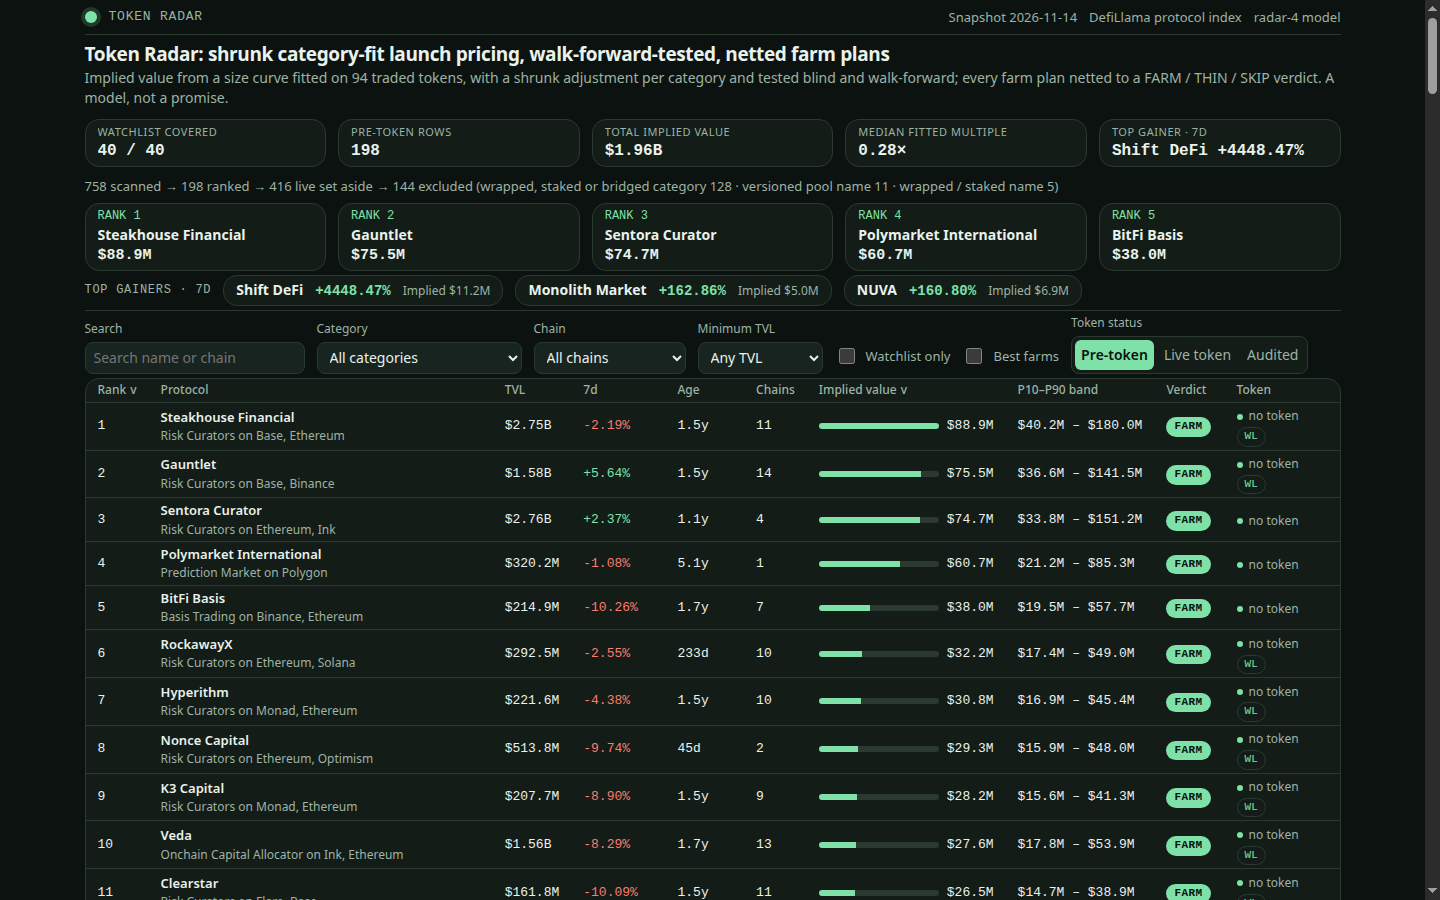 TOKEN RADAR
Snapshot 2026-11-14 DefiLlama protocol index radar-4 model
Token Radar: shrunk category-fit launch pricing, walk-forward-tested, netted farm plans
Implied value from a size curve fitted on 94 traded tokens, with a shrunk adjustment per category and tested blind and walk-forward; every farm plan netted to a FARM / THIN / SKIP verdict. A
model, not a promise.
WATCHLIST COVERED
40 / 40
PRE-TOKEN ROWS
198
TOTAL IMPLIED VALUE
$1.96B
MEDIAN FITTED MULTIPLE
0.28×
TOP GAINER · 7D
Shift DeFi +4448.47%
758 scanned → 198 ranked → 416 live set aside → 144 excluded (wrapped, staked or bridged category 128 · versioned pool name 11 · wrapped / staked name 5)
RANK 1
Steakhouse Financial
$88.9M
RANK 2
Gauntlet
$75.5M
RANK 3
Sentora Curator
$74.7M
RANK 4
Polymarket International
$60.7M
RANK 5
BitFi Basis
$38.0M
TOP GAINERS · 7D
Shift DeFi +4448.47% Implied $11.2M
Monolith Market +162.86% Implied $5.0M
NUVA +160.80% Implied $6.9M
Search
Search name or chain
Category
All categories
Chain
All chains
Minimum TVL
Any TVL
Watchlist only
Best farms
Token status
Pre-token Live token Audited
Rank v Protocol TVL 7d Age Chains Implied value v P10–P90 band Verdict Token
1 Steakhouse Financial $2.75B -2.19% 1.5y 11 $88.9M $40.2M – $180.0M FARM no token
Risk Curators on Base, Ethereum WL
2 Gauntlet $1.58B +5.64% 1.5y 14 $75.5M $36.6M – $141.5M FARM no token
Risk Curators on Base, Binance WL
3 Sentora Curator $2.76B +2.37% 1.1y 4 $74.7M $33.8M – $151.2M FARM no token
Risk Curators on Ethereum, Ink
4 Polymarket International $320.2M -1.08% 5.1y 1 $60.7M $21.2M – $85.3M FARM no token
Prediction Market on Polygon
5 BitFi Basis $214.9M -10.26% 1.7y 7 $38.0M $19.5M – $57.7M FARM no token
Basis Trading on Binance, Ethereum
6 RockawayX $292.5M -2.55% 233d 10 $32.2M $17.4M – $49.0M FARM no token
Risk Curators on Ethereum, Solana WL
7 Hyperithm $221.6M -4.38% 1.5y 10 $30.8M $16.9M – $45.4M FARM no token
Risk Curators on Monad, Ethereum WL
8 Nonce Capital $513.8M -9.74% 45d 2 $29.3M $15.9M – $48.0M FARM no token
Risk Curators on Ethereum, Optimism WL
9 K3 Capital $207.7M -8.90% 1.5y 9 $28.2M $15.6M – $41.3M FARM no token
Risk Curators on Monad, Ethereum WL
10 Veda $1.56B -8.29% 1.7y 13 $27.6M $17.8M – $53.9M FARM no token
Onchain Capital Allocator on Ink, Ethereum WL
11 Clearstar $161.8M -10.09% 1.5y 11 $26.5M $14.7M – $38.9M FARM no token